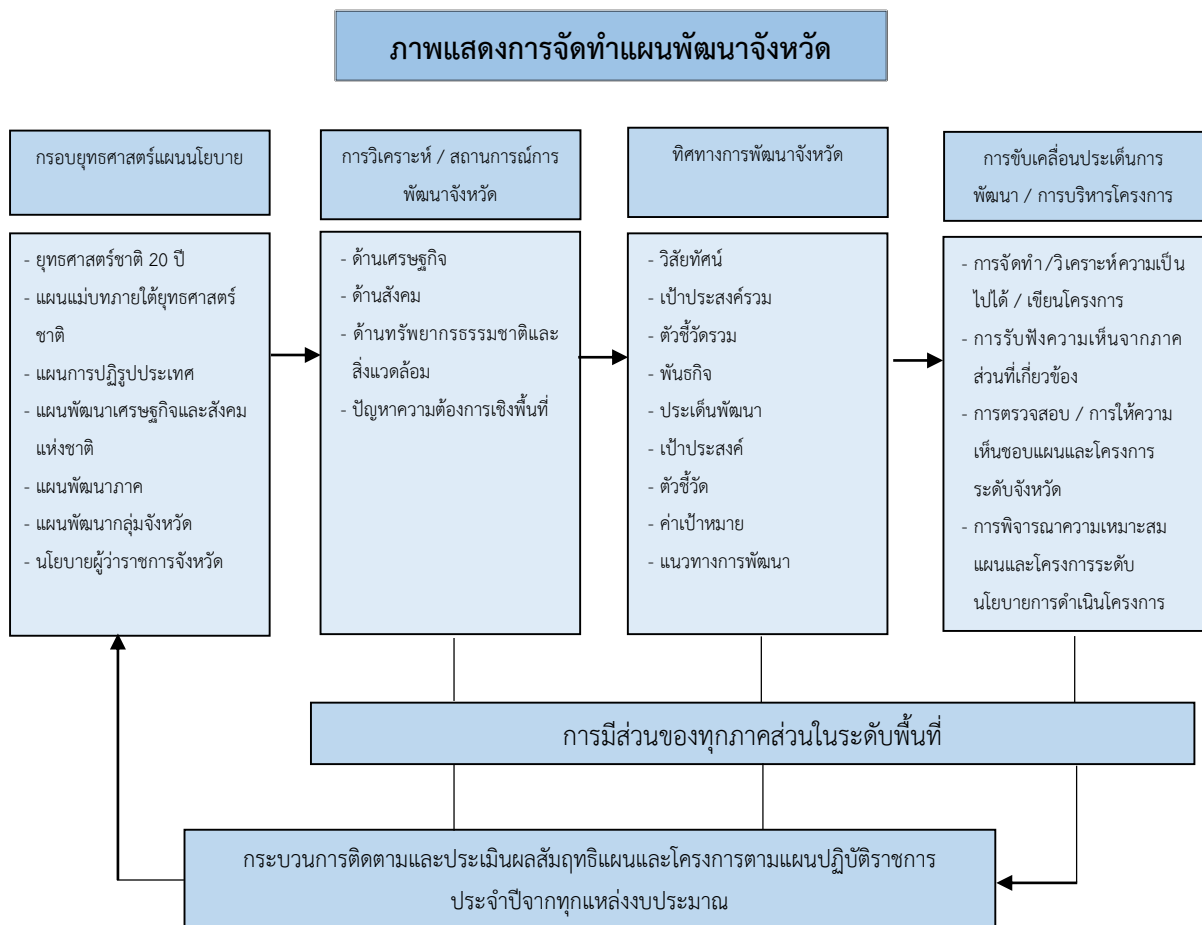 ภาพแสดงการจัดทำแผนพัฒนาจังหวัด
กรอบยุทธศาสตร์แผนนโยบาย
- ยุทธศาสตร์ชาติ 20 ปี
- แผนแม่บทภายใต้ยุทธศาสตร์
ชาติ
- แผนการปฏิรูปประเทศ
- แผนพัฒนาเศรษฐกิจและสังคม
แห่งชาติ
- แผนพัฒนาภาค
- แผนพัฒนากลุ่มจังหวัด
- นโยบายผู้ว่าราชการจังหวัด
การวิเคราะห์ / สถานการณ์การ
พัฒนาจังหวัด
- ด้านเศรษฐกิจ
- ด้านสังคม
- ด้านทรัพยากรธรรมชาติและ
สิ่งแวดล้อม
- ปัญหาความต้องการเชิงพื้นที่
ทิศทางการพัฒนาจังหวัด
- วิสัยทัศน์
- เป้าประสงค์รวม
- ตัวชี้วัดรวม
- พันธกิจ
- ประเด็นพัฒนา
- เป้าประสงค์
- ตัวชี้วัด
- ค่าเป้าหมาย
- แนวทางการพัฒนา
การขับเคลื่อนประเด็นการ
พัฒนา / การบริหารโครงการ
- การจัดทำ /วิเคราะห์ความเป็น
ไปได้ / เขียนโครงการ
- การรับฟังความเห็นจากภาค
ส่วนที่เกี่ยวข้อง
- การตรวจสอบ / การให้ความ
เห็นชอบแผนและโครงการ
ระดับจังหวัด
- การพิจารณาความเหมาะสม
แผนและโครงการระดับ
นโยบายการดำเนินโครงการ
การมีส่วนของทุกภาคส่วนในระดับพื้นที่
กระบวนการติดตามและประเมินผลสัมฤทธิแผนและโครงการตามแผนปฏิบัติราชการ
ประจำปีจากทุกแหล่งงบประมาณ